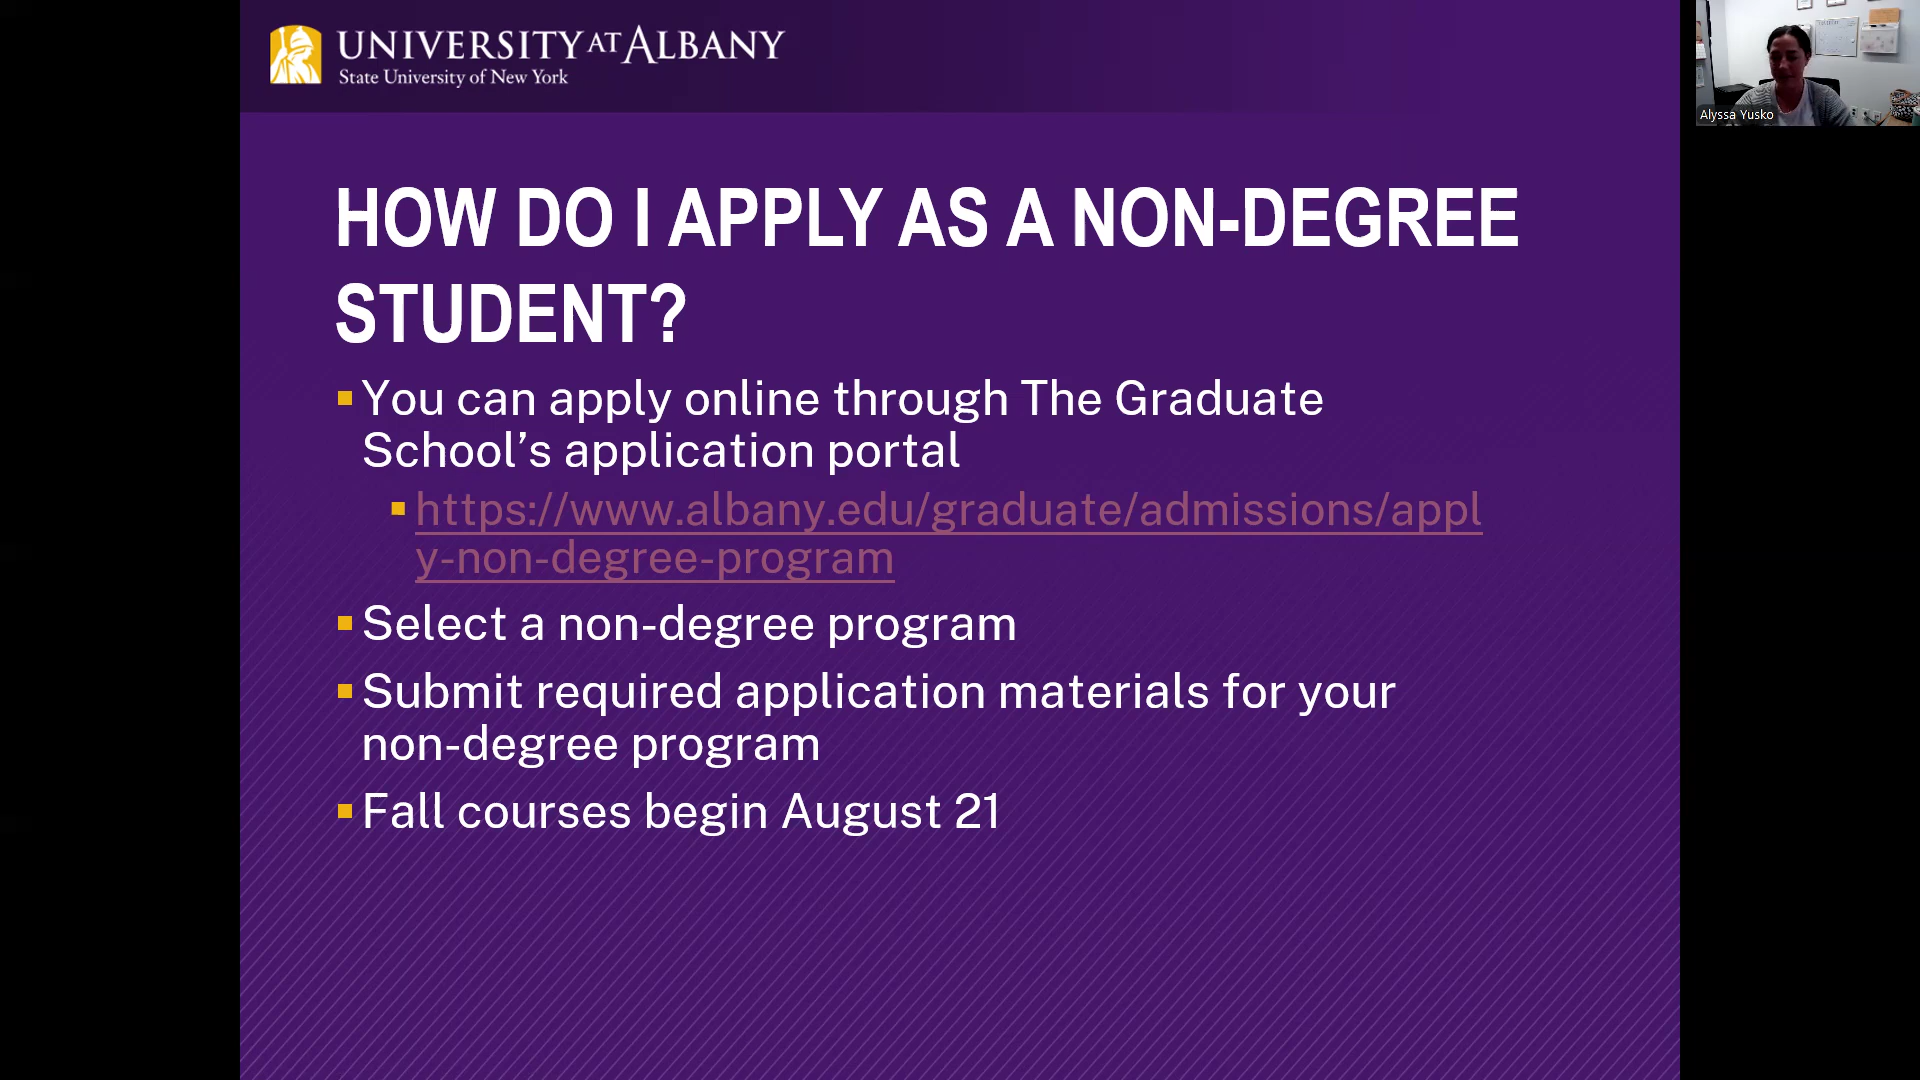 UNIVERSITY AT ALBANY
State University of New York
Alyssa Yusko
HOW DO I APPLY AS A NON-DEGREE
STUDENT?
You can apply online through The Graduate
School’s application portal
https://www.albany.edu/graduate/admissions/appl
y-non-degree-program
Select a non-degree program
Submit required application materials for your
non-degree program
Fall courses begin August 21